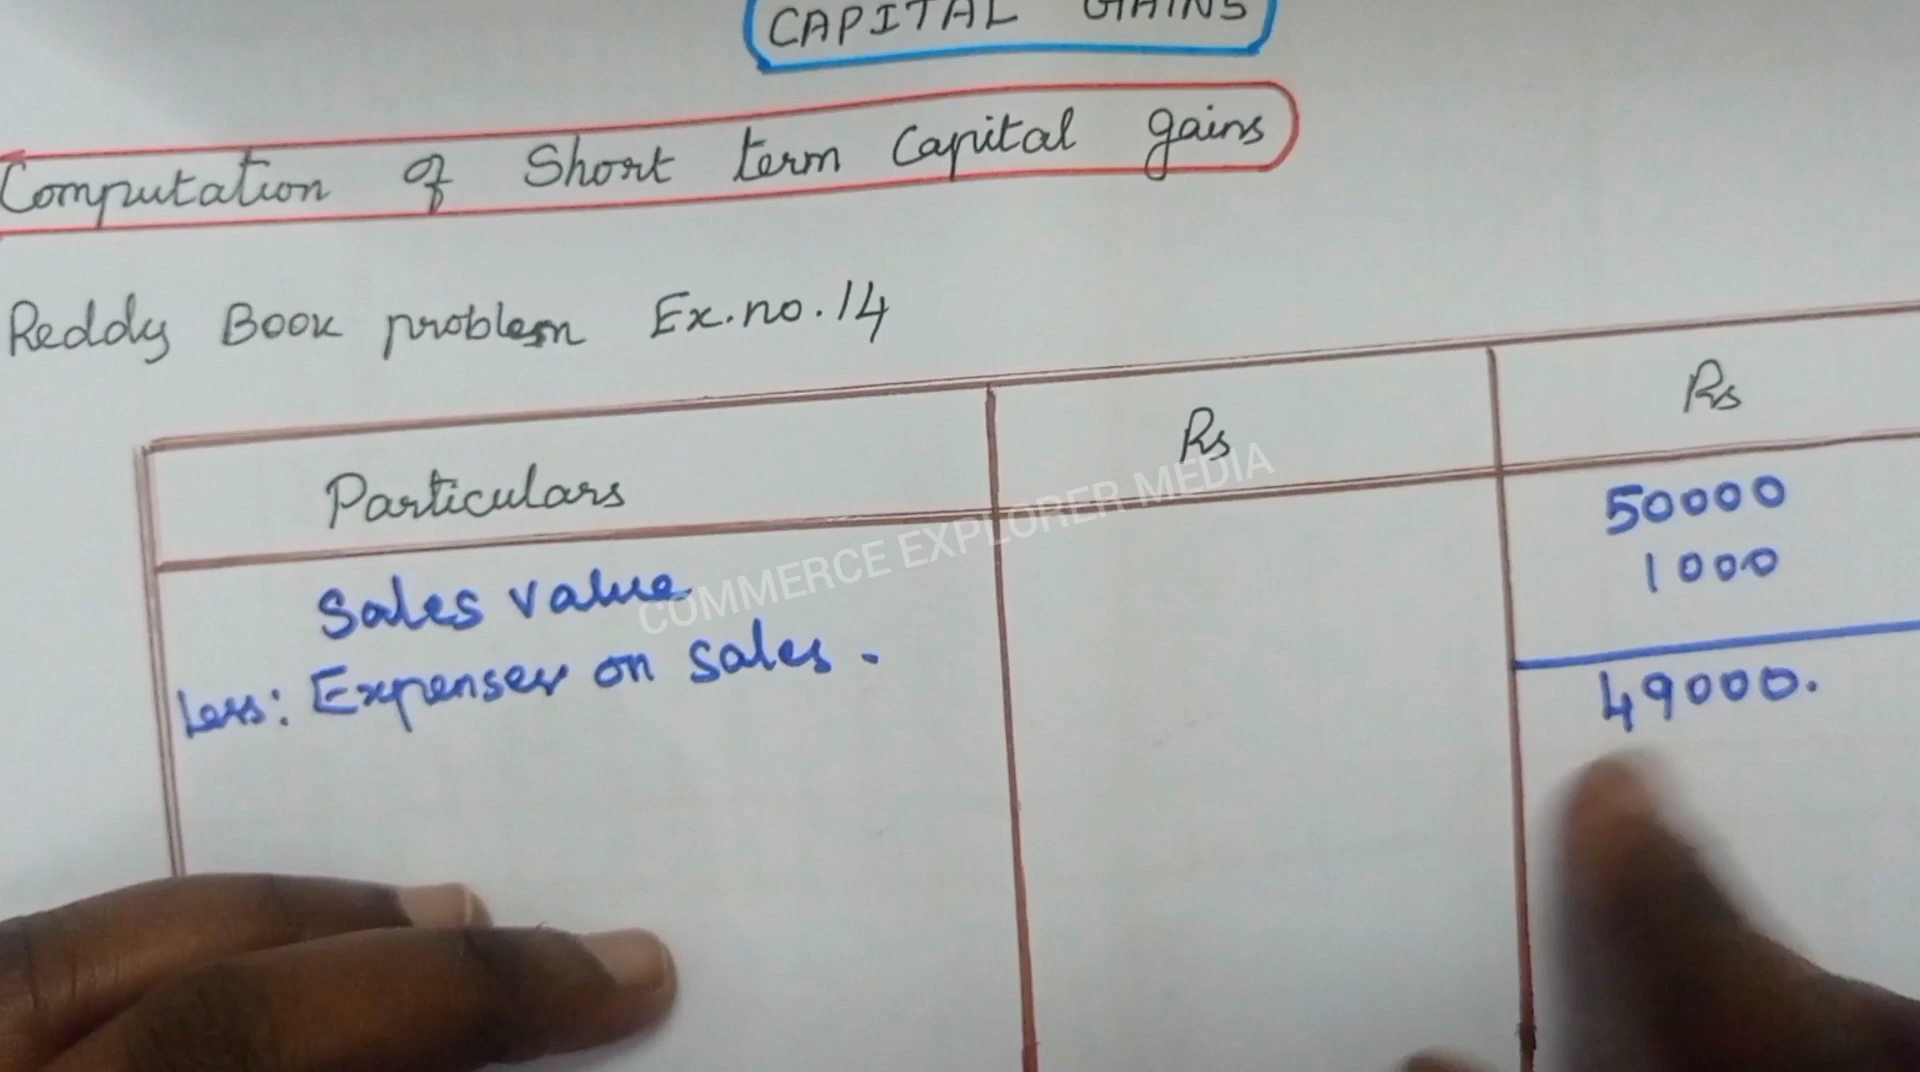 CAPITAL GAINS
Computation of Short term Capital gains
Reddy Book problem Ex.no.14
Particulars Rs Rs
Sales value 50000
Less: Expenses on sales. 1000
49000.
COMMERCE EXPLORER MEDIA